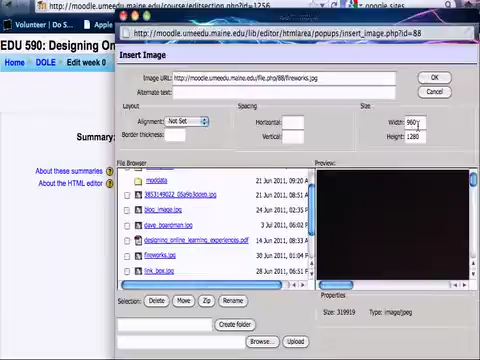 http://moodle.umeedu.maine.edu/course/editsection.php?id=1256
google sites
http://moodle.umeedu.maine.edu/lib/editor/htmlarea/popups/insert_image.php?id=88
Volunteer | Do S...
Apple
EDU 590: Designing On
Home ► DOLE ► Edit week 0
Insert Image
Image URL: http://moodle.umeedu.maine.edu/file.php/88/fireworks.jpg
OK
Alternate text:
Cancel
Layout
Spacing
Size
Alignment: Not Set
Horizontal:
Width: 960
Border thickness:
Vertical:
Height: 1280
Summary:
File Browser
Preview:
About these summaries
About the HTML editor
moddata 21 Jun 2011, 09:20 A
21 Jun 2011, 09:3
blog_image.jpg 24 Jun 2011, 02:35 P
dave_boardman.jpg 3 Jul 2011, 06:02 P
designing_online_learning_experiences.pdf 14 Jun 2011, 08:33 A
fireworks.jpg 30 Jun 2011, 01:04 P
link_box.jpg 28 Jun 2011, 06:51 P
Selection: Delete Move Zip Rename
Properties
Size: 319919 Type: image/jpeg
Create folder
Browse... Upload